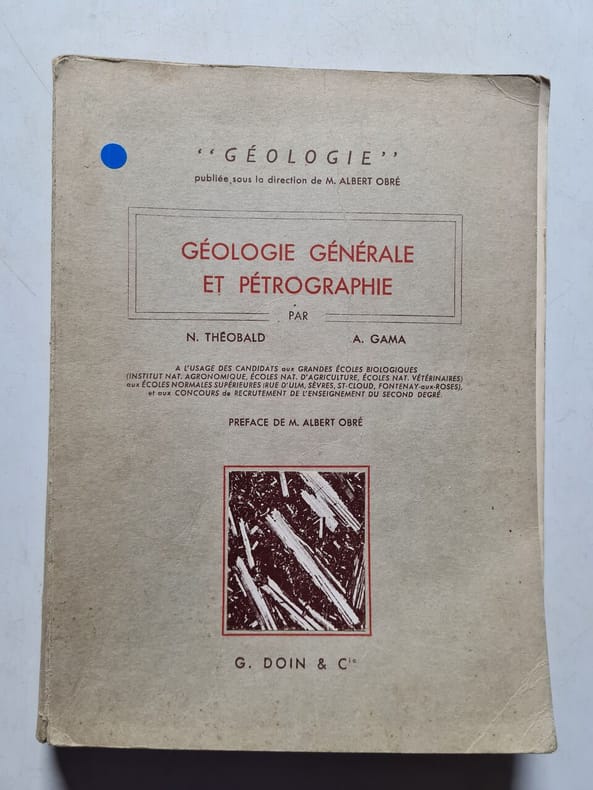 “GÉOLOGIE”
publiée sous la direction de M. ALBERT OBRÉ
GÉOLOGIE GÉNÉRALE
ET PÉTROGRAPHIE
PAR
N. THÉOBALD A. GAMA
A L'USAGE DES CANDIDATS aux GRANDES ÉCOLES BIOLOGIQUES
(INSTITUT NAT. AGRONOMIQUE, ÉCOLES NAT. D'AGRICULTURE, ÉCOLES NAT. VÉTÉRINAIRES)
aux ÉCOLES NORMALES SUPÉRIEURES (RUE D'ULM, SÈVRES, ST-CLOUD, FONTENAY-aux-ROSES),
et aux CONCOURS de RECRUTEMENT DE L'ENSEIGNEMENT DU SECOND DEGRÉ.
PREFACE DE M. ALBERT OBRÉ
G. DOIN & Cie